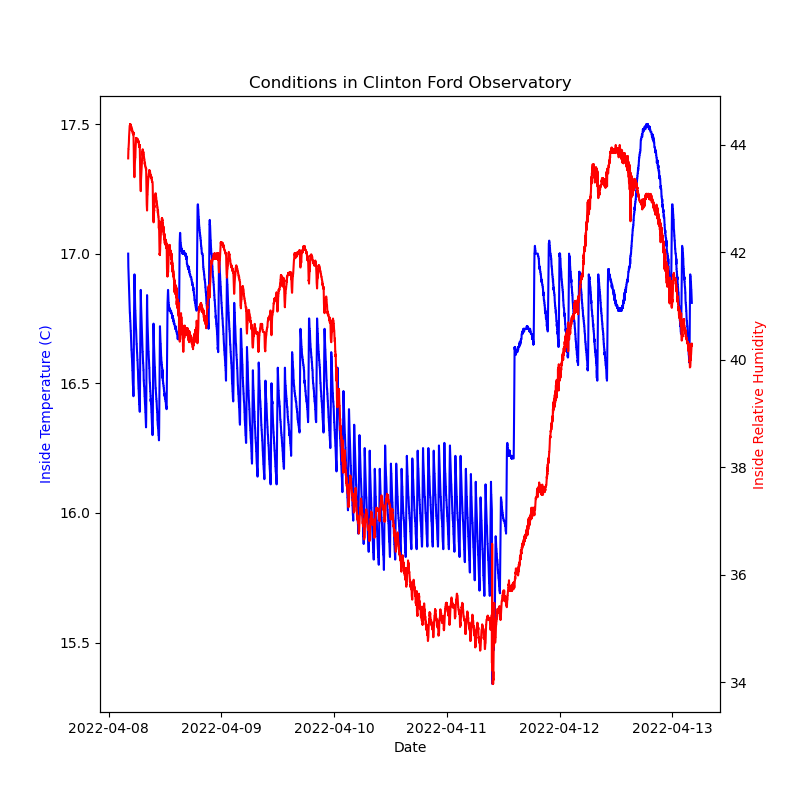 Conditions in Clinton Ford Observatory
17.5
17.0
16.5
16.0
15.5
Inside Temperature (C)
44
42
40
38
36
34
Inside Relative Humidity
2022-04-08 2022-04-09 2022-04-10 2022-04-11 2022-04-12 2022-04-13
Date